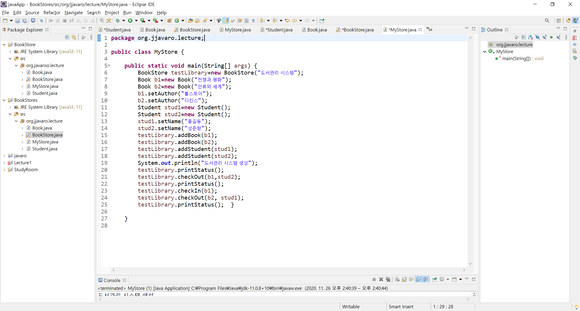 javaApp - BookStores/src/org/jjavaro/lecture/MyStore.java - Eclipse IDE
File Edit Source Refactor Navigate Search Project Run Window Help
Package Explorer
*Student.java
Book.java
BookStore.java
Book.java
MyStore.java
*Student.java
Book.java
*BookStore.java
*MyStore.java
Outline
BookStore
JRE System Library [JavaSE-11]
src
org.jjavaro.lecture
Book.java
BookStore.java
MyStore.java
Student.java
BookStores
JRE System Library [JavaSE-11]
src
org.jjavaro.lecture
Book.java
BookStore.java
MyStore.java
Student.java
javaro
Lecture1
StudyRoom
1 package org.jjavaro.lecture;
2
3 public class MyStore {
4
5 public static void main(String[] args) {
6 BookStore testLibrary=new BookStore("도서관리 시스템");
7 Book b1=new Book("전쟁과 평화");
8 Book b2=new Book("인류와 세계");
9 b1.setAuthor("톨스토이");
10 b2.setAuthor("디킨스");
11 Student stud1=new Student();
12 Student stud2=new Student();
13 stud1.setName("홍길동");
14 stud2.setName("성춘향");
15 testLibrary.addBook(b1);
16 testLibrary.addBook(b2);
17 testLibrary.addStudent(stud1);
18 testLibrary.addStudent(stud2);
19 System.out.println("도서관리 시스템 생성");
20 testLibrary.printStatus();
21 testLibrary.checkOut(b1,stud2);
22 testLibrary.printStatus();
23 testLibrary.checkIn(b1);
24 testLibrary.checkOut(b2, stud1);
25 testLibrary.printStatus(); }
26
27 }
28
org.jjavaro.lecture
MyStore
main(String[]) : void
Console
<terminated> MyStore (1) [Java Application] C:\Program Files\Java\jdk-11.0.8+10\bin\javaw.exe (2020. 11. 26 오후 2:40:39 – 오후 2:40:44)
도서관리 시스템 생성
Writable
Smart Insert
1 : 29 : 28